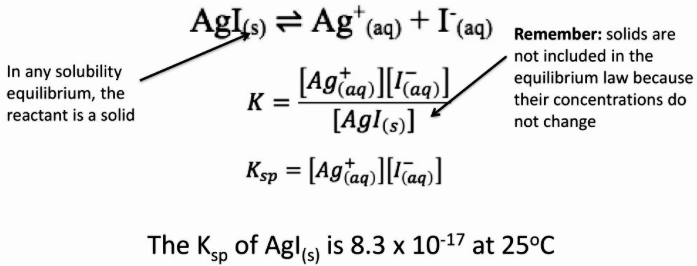 AgI(s) ⇌ Ag⁺(aq) + I⁻(aq)
Remember: solids are
not included in the
equilibrium law because
their concentrations do
not change
In any solubility
equilibrium, the
reactant is a solid
K = [Ag⁺(aq)][I⁻(aq)] / [AgI(s)]
Ksp = [Ag⁺(aq)][I⁻(aq)]
The Ksp of AgI(s) is 8.3 x 10⁻¹⁷ at 25ᵒC